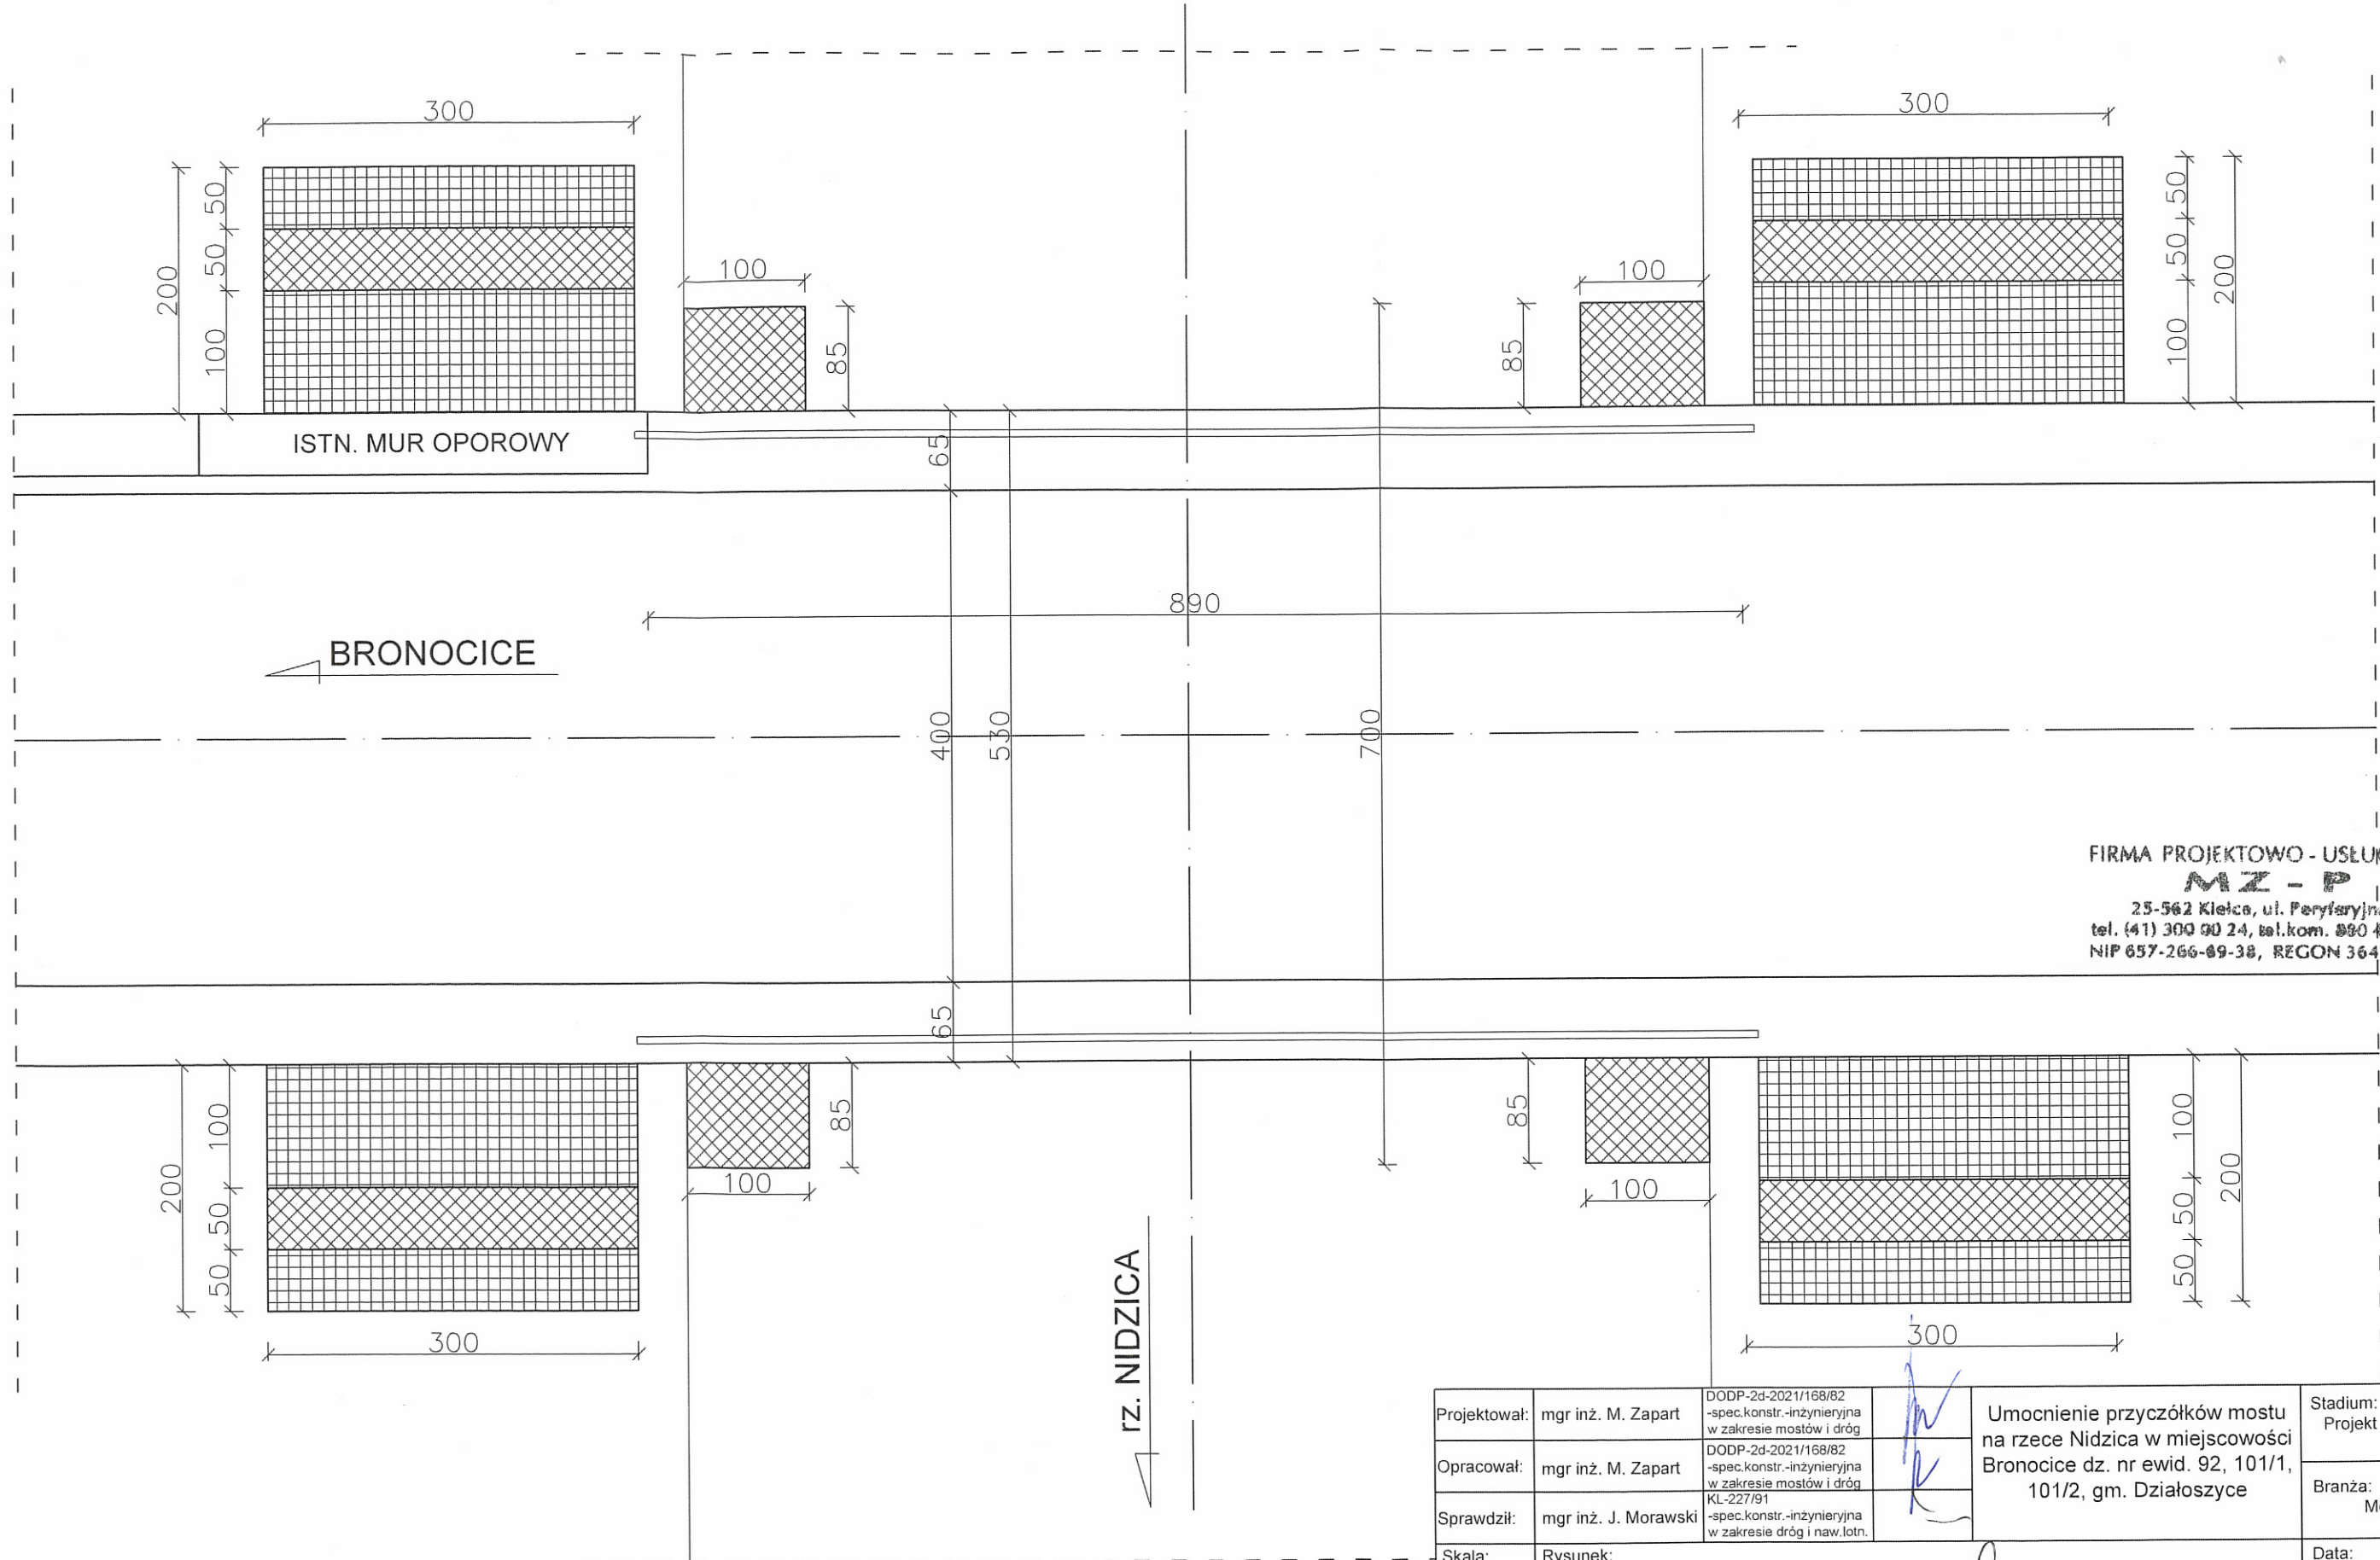 300
300
50
50
100
200
100
85
100
85
50
50
100
200
ISTN. MUR OPOROWY
65
890
BRONOCICE
400
530
700
FIRMA PROJEKTOWO -
MZ - P
25-562 Kielce, ul.
tel. (41) 300 00 24, tel.kom.
NIP 657-266-69-38, REGON 364
65
100
50
50
200
85
100
85
100
100
50
50
200
300
300
rz. NIDZICA
Projektował: mgr inż. M. Zapart
DODP-2d-2021/168/82
-spec.konstr.-inżynieryjna
w zakresie mostów i dróg
Opracował: mgr inż. M. Zapart
DODP-2d-2021/168/82
-spec.konstr.-inżynieryjna
w zakresie mostów i dróg
Sprawdził: mgr inż. J. Morawski
KL-227/91
-spec.konstr.-inżynieryjna
w zakresie dróg i naw.lotn.
Umocnienie przyczółków mostu
na rzece Nidzica w miejscowości
Bronocice dz. nr ewid. 92, 101/1,
101/2, gm. Działoszyce
Stadium:
Projekt
Branża:
Skala:
Rysunek:
Data: